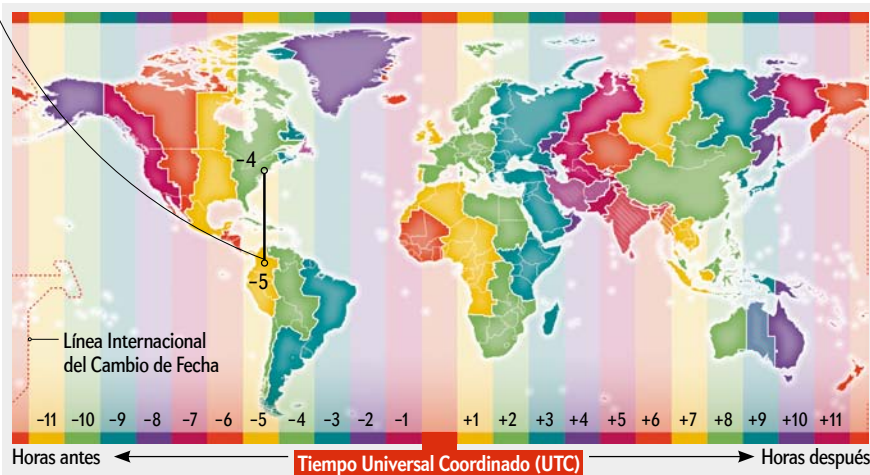 −4
−5
Línea Internacional
del Cambio de Fecha
−11 −10 −9 −8 −7 −6 −5 −4 −3 −2 −1 +1 +2 +3 +4 +5 +6 +7 +8 +9 +10 +11
Horas antes Tiempo Universal Coordinado (UTC) Horas después